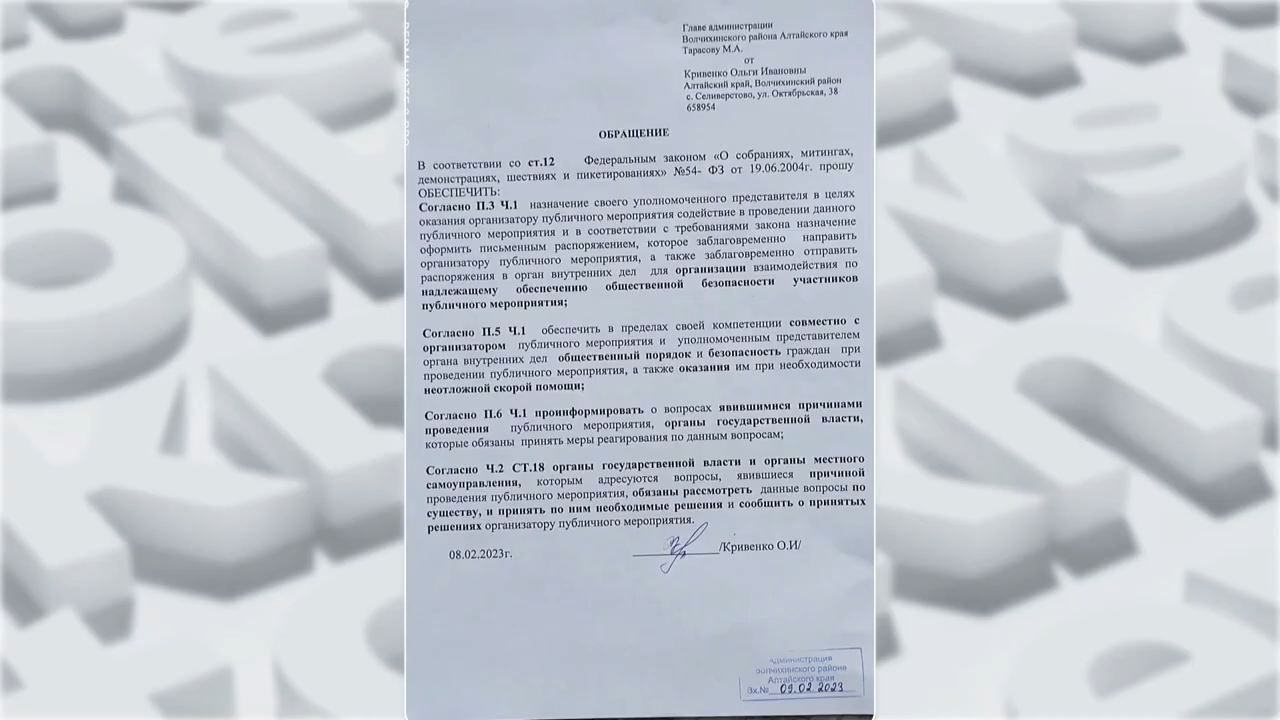 Главе администрации
Волчихинского района Алтайского края
Тарасову М.А.
от
Кривенко Ольги Ивановны
Алтайский край, Волчихинский район
с. Селиверстово, ул. Октябрьская, 38
658954
ОБРАЩЕНИЕ
В соответствии со ст.12 Федеральным законом «О собраниях, митингах,
демонстрациях, шествиях и пикетированиях» №54- ФЗ от 19.06.2004г. прошу
ОБЕСПЕЧИТЬ:
Согласно П.3 Ч.1 назначение своего уполномоченного представителя в целях
оказания организатору публичного мероприятия содействие в проведении данного
публичного мероприятия и в соответствии с требованиями закона назначение
оформить письменным распоряжением, которое заблаговременно направить
организатору публичного мероприятия, а также заблаговременно отправить
распоряжения в орган внутренних дел для организации взаимодействия по
надлежащему обеспечению общественной безопасности участников
публичного мероприятия;
Согласно П.5 Ч.1 обеспечить в пределах своей компетенции совместно с
организатором публичного мероприятия и уполномоченным представителем
органа внутренних дел общественный порядок и безопасность граждан при
проведении публичного мероприятия, а также оказания им при необходимости
неотложной скорой помощи;
Согласно П.6 Ч.1 проинформировать о вопросах явившимися причинами
проведения публичного мероприятия, органы государственной власти,
которые обязаны принять меры реагирования по данным вопросам;
Согласно Ч.2 СТ.18 органы государственной власти и органы местного
самоуправления, которым адресуются вопросы, явившиеся причиной
проведения публичного мероприятия, обязаны рассмотреть данные вопросы по
существу, и принять по ним необходимые решения и сообщить о принятых
решениях организатору публичного мероприятия.
08.02.2023г. /Кривенко О.И/
Администрация
Волчихинского района
Алтайского края
Вх.№ 09.02.2023